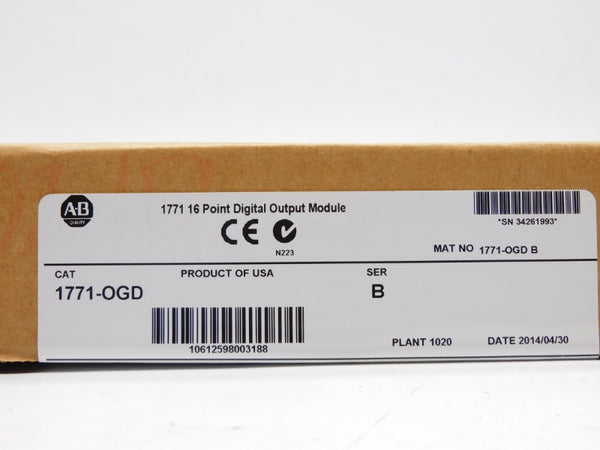 A-B
QUALITY
1771 16 Point Digital Output Module
CE
N223
*SN 34261993*
MAT NO 1771-OGD B
CAT
PRODUCT OF USA
SER
1771-OGD
B
10612598003188
PLANT 1020
DATE 2014/04/30